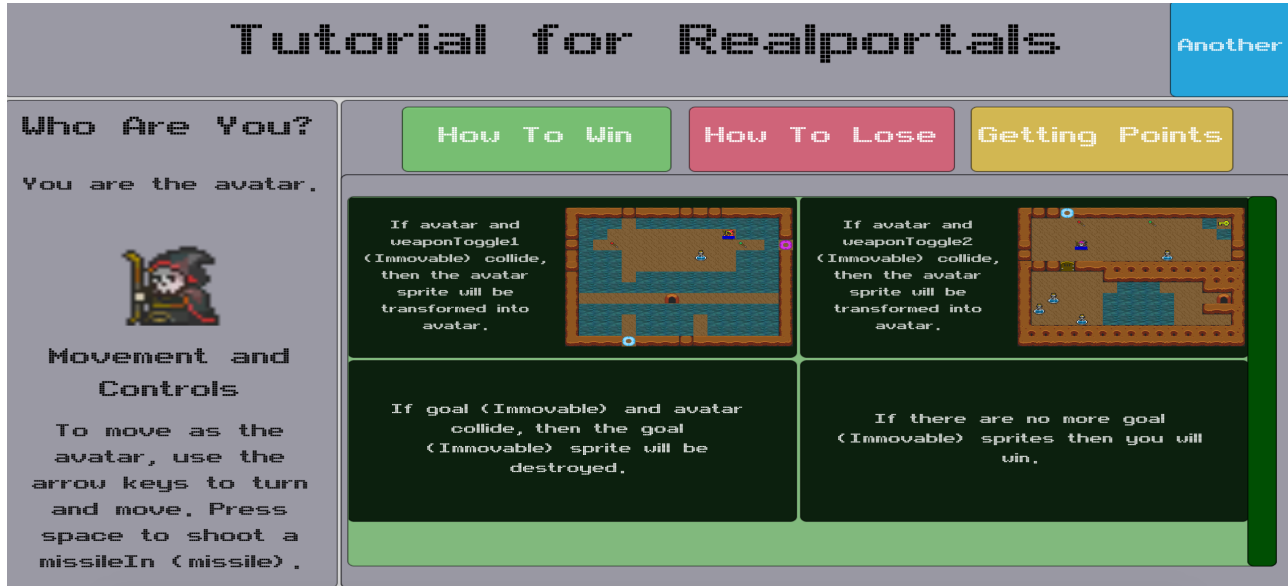 Tutorial for Realportals
Another
Who Are You?
You are the avatar.
Movement and
Controls
To move as the
avatar, use the
arrow keys to turn
and move. Press
space to shoot a
missileIn (missile).
How To Win
How To Lose
Getting Points
If avatar and
weaponToggle1
(Immovable) collide,
then the avatar
sprite will be
transformed into
avatar.
If avatar and
weaponToggle2
(Immovable) collide,
then the avatar
sprite will be
transformed into
avatar.
If goal (Immovable) and avatar
collide, then the goal
(Immovable) sprite will be
destroyed.
If there are no more goal
(Immovable) sprites then you will
win.